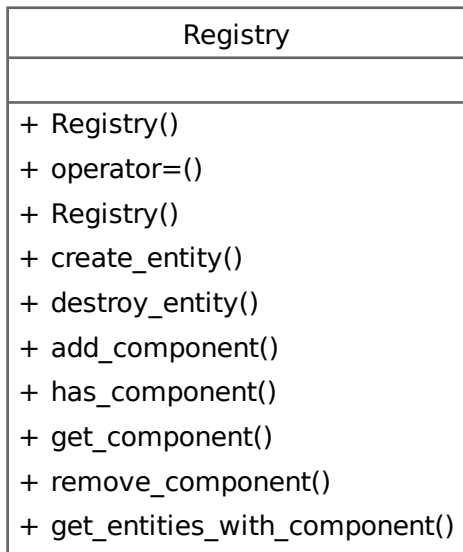 Registry
+ Registry()
+ operator=()
+ Registry()
+ create_entity()
+ destroy_entity()
+ add_component()
+ has_component()
+ get_component()
+ remove_component()
+ get_entities_with_component()